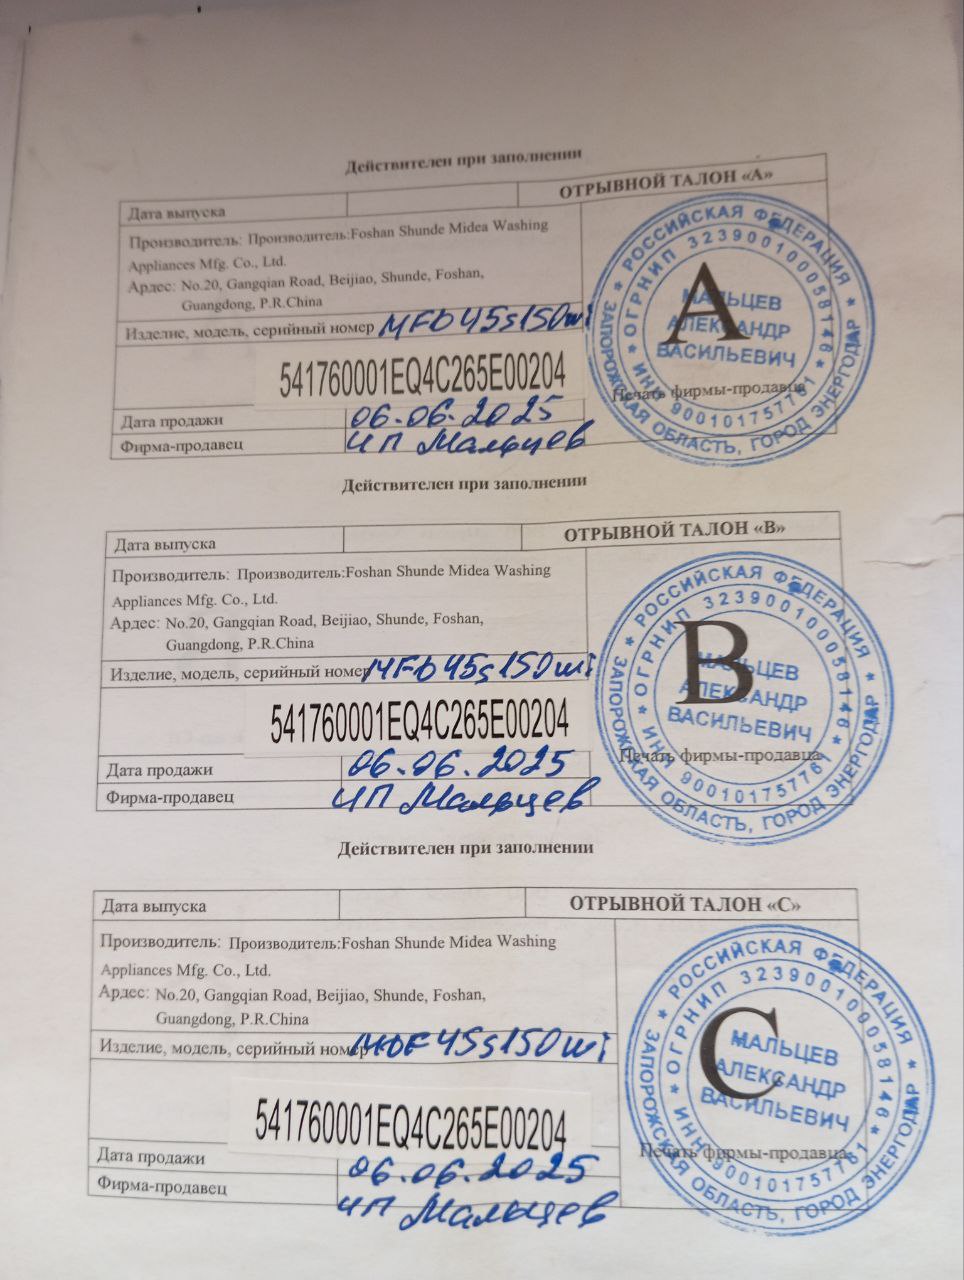 Действителен при заполнении
ОТРЫВНОЙ ТАЛОН «А»
Дата выпуска
Производитель: Производитель:Foshan Shunde Midea Washing
Appliances Mfg. Co., Ltd.
Ардес: No.20, Gangqian Road, Beijiao, Shunde, Foshan,
Guangdong, P.R.China
Изделие, модель, серийный номер MFD45s150wi
541760001EQ4C265E00204
Дата продажи 06.06.2025
Фирма-продавец ИП Мальцев
А
Печать фирмы-продавца
* РОССИЙСКАЯ ФЕДЕРАЦИЯ * ЗАПОРОЖСКАЯ ОБЛАСТЬ, ГОРОД ЭНЕРГОДАР
* ОГРНИП 323900100058146 * ИНН 900101757761
МАЛЬЦЕВ
АЛЕКСАНДР
ВАСИЛЬЕВИЧ
Действителен при заполнении
ОТРЫВНОЙ ТАЛОН «В»
Дата выпуска
Производитель: Производитель:Foshan Shunde Midea Washing
Appliances Mfg. Co., Ltd.
Ардес: No.20, Gangqian Road, Beijiao, Shunde, Foshan,
Guangdong, P.R.China
Изделие, модель, серийный номер MFD45s150wi
541760001EQ4C265E00204
Дата продажи 06.06.2025
Фирма-продавец ИП Мальцев
В
Печать фирмы-продавца
* РОССИЙСКАЯ ФЕДЕРАЦИЯ * ЗАПОРОЖСКАЯ ОБЛАСТЬ, ГОРОД ЭНЕРГОДАР
* ОГРНИП 323900100058146 * ИНН 900101757761
МАЛЬЦЕВ
АЛЕКСАНДР
ВАСИЛЬЕВИЧ
Действителен при заполнении
ОТРЫВНОЙ ТАЛОН «С»
Дата выпуска
Производитель: Производитель:Foshan Shunde Midea Washing
Appliances Mfg. Co., Ltd.
Ардес: No.20, Gangqian Road, Beijiao, Shunde, Foshan,
Guangdong, P.R.China
Изделие, модель, серийный номер MDF45s150wi
541760001EQ4C265E00204
Дата продажи 06.06.2025
Фирма-продавец ИП Мальцев
С
Печать фирмы-продавца
* РОССИЙСКАЯ ФЕДЕРАЦИЯ * ЗАПОРОЖСКАЯ ОБЛАСТЬ, ГОРОД ЭНЕРГОДАР
* ОГРНИП ИНН 900101757761
МАЛЬЦЕВ
АЛЕКСАНДР
ВАСИЛЬЕВИЧ